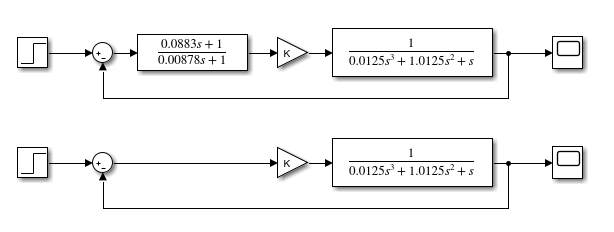 +
-
0.0883s + 1
0.00878s + 1
K
1
0.0125s³ + 1.0125s² + s
+
-
K
1
0.0125s³ + 1.0125s² + s